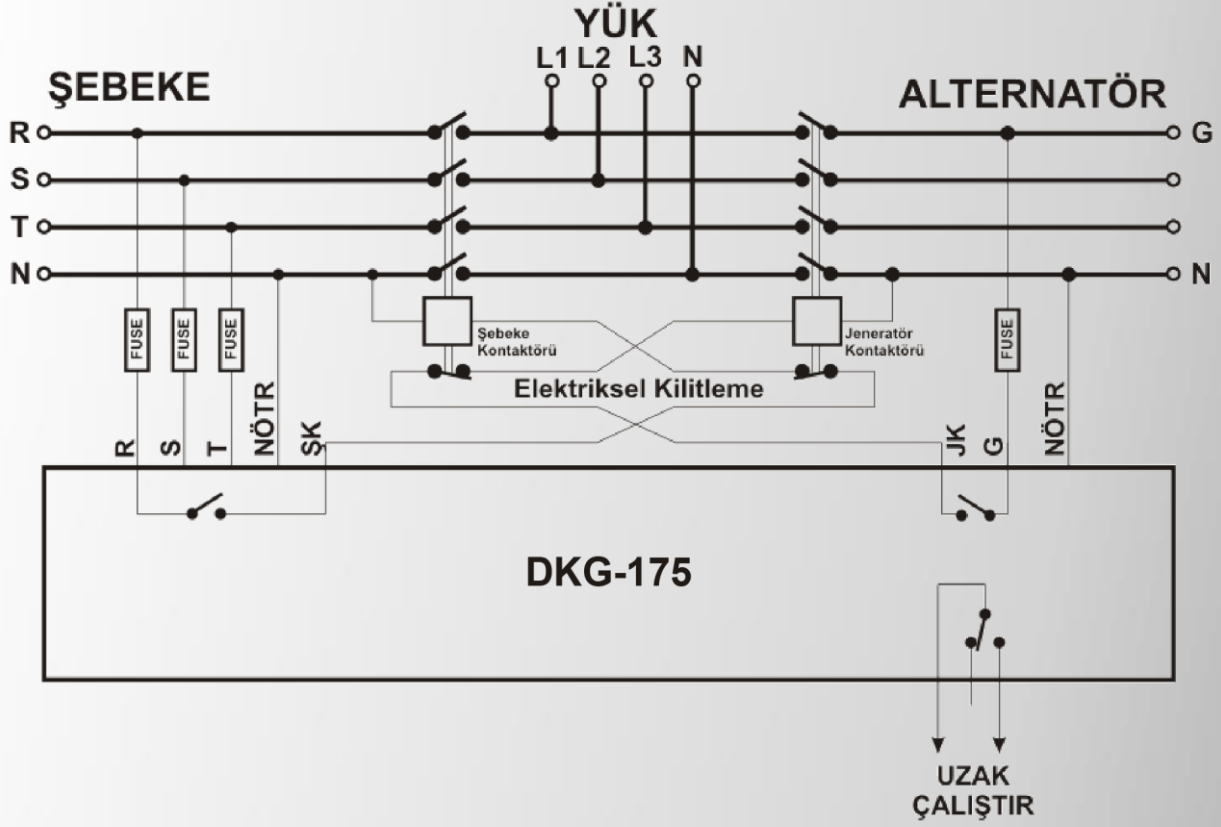 YÜK
L1 L2 L3 N
ŞEBEKE
ALTERNATÖR
R
G
S
T
N
N
FUSE
FUSE
FUSE
Şebeke
Kontaktörü
Jeneratör
Kontaktörü
FUSE
Elektriksel Kilitleme
R
S
T
NÖTR
ŞK
JK
G
NÖTR
DKG-175
UZAK
ÇALIŞTIR